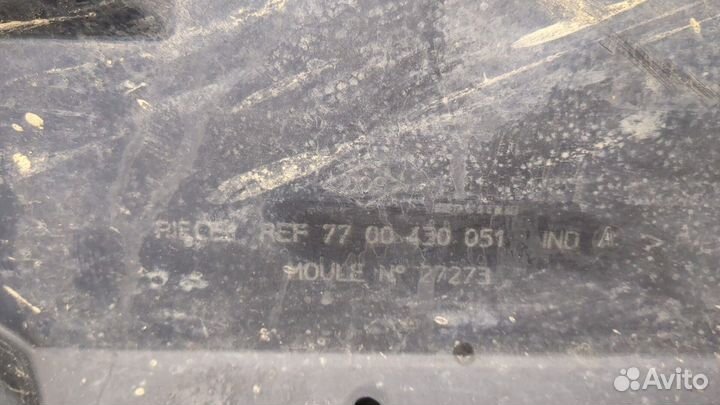 PIECE REF 77 00 430 051 IND A >
MOULE N° 27273
Avito